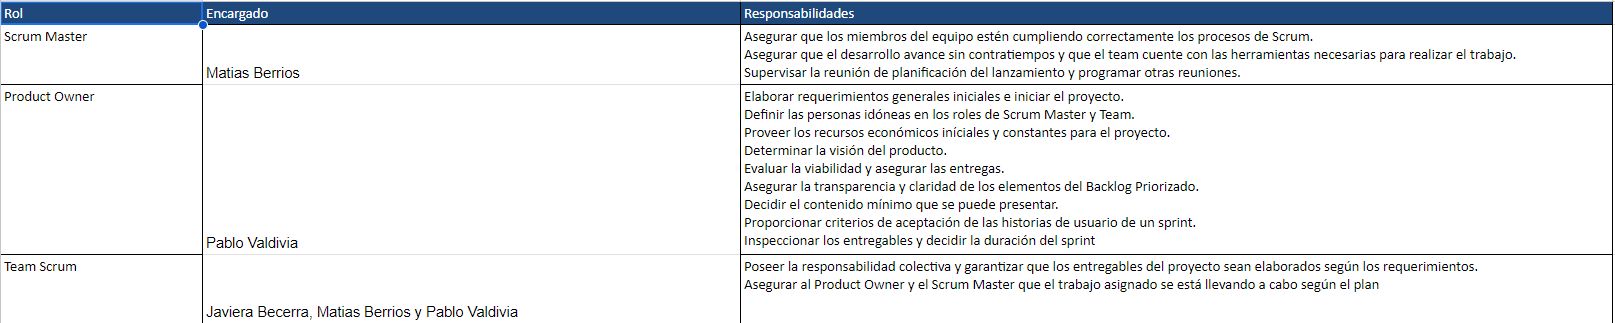 Rol Encargado Responsabilidades
Scrum Master
Matias Berrios
Asegurar que los miembros del equipo estén cumpliendo correctamente los procesos de Scrum.
Asegurar que el desarrollo avance sin contratiempos y que el team cuente con las herramientas necesarias para realizar el trabajo.
Supervisar la reunión de planificación del lanzamiento y programar otras reuniones.
Product Owner
Pablo Valdivia
Elaborar requerimientos generales iniciales e iniciar el proyecto.
Definir las personas idóneas en los roles de Scrum Master y Team.
Proveer los recursos económicos iníciales y constantes para el proyecto.
Determinar la visión del producto.
Evaluar la viabilidad y asegurar las entregas.
Asegurar la transparencia y claridad de los elementos del Backlog Priorizado.
Decidir el contenido mínimo que se puede presentar.
Proporcionar criterios de aceptación de las historias de usuario de un sprint.
Inspeccionar los entregables y decidir la duración del sprint
Team Scrum
Javiera Becerra, Matias Berrios y Pablo Valdivia
Poseer la responsabilidad colectiva y garantizar que los entregables del proyecto sean elaborados según los requerimientos.
Asegurar al Product Owner y el Scrum Master que el trabajo asignado se está llevando a cabo según el plan